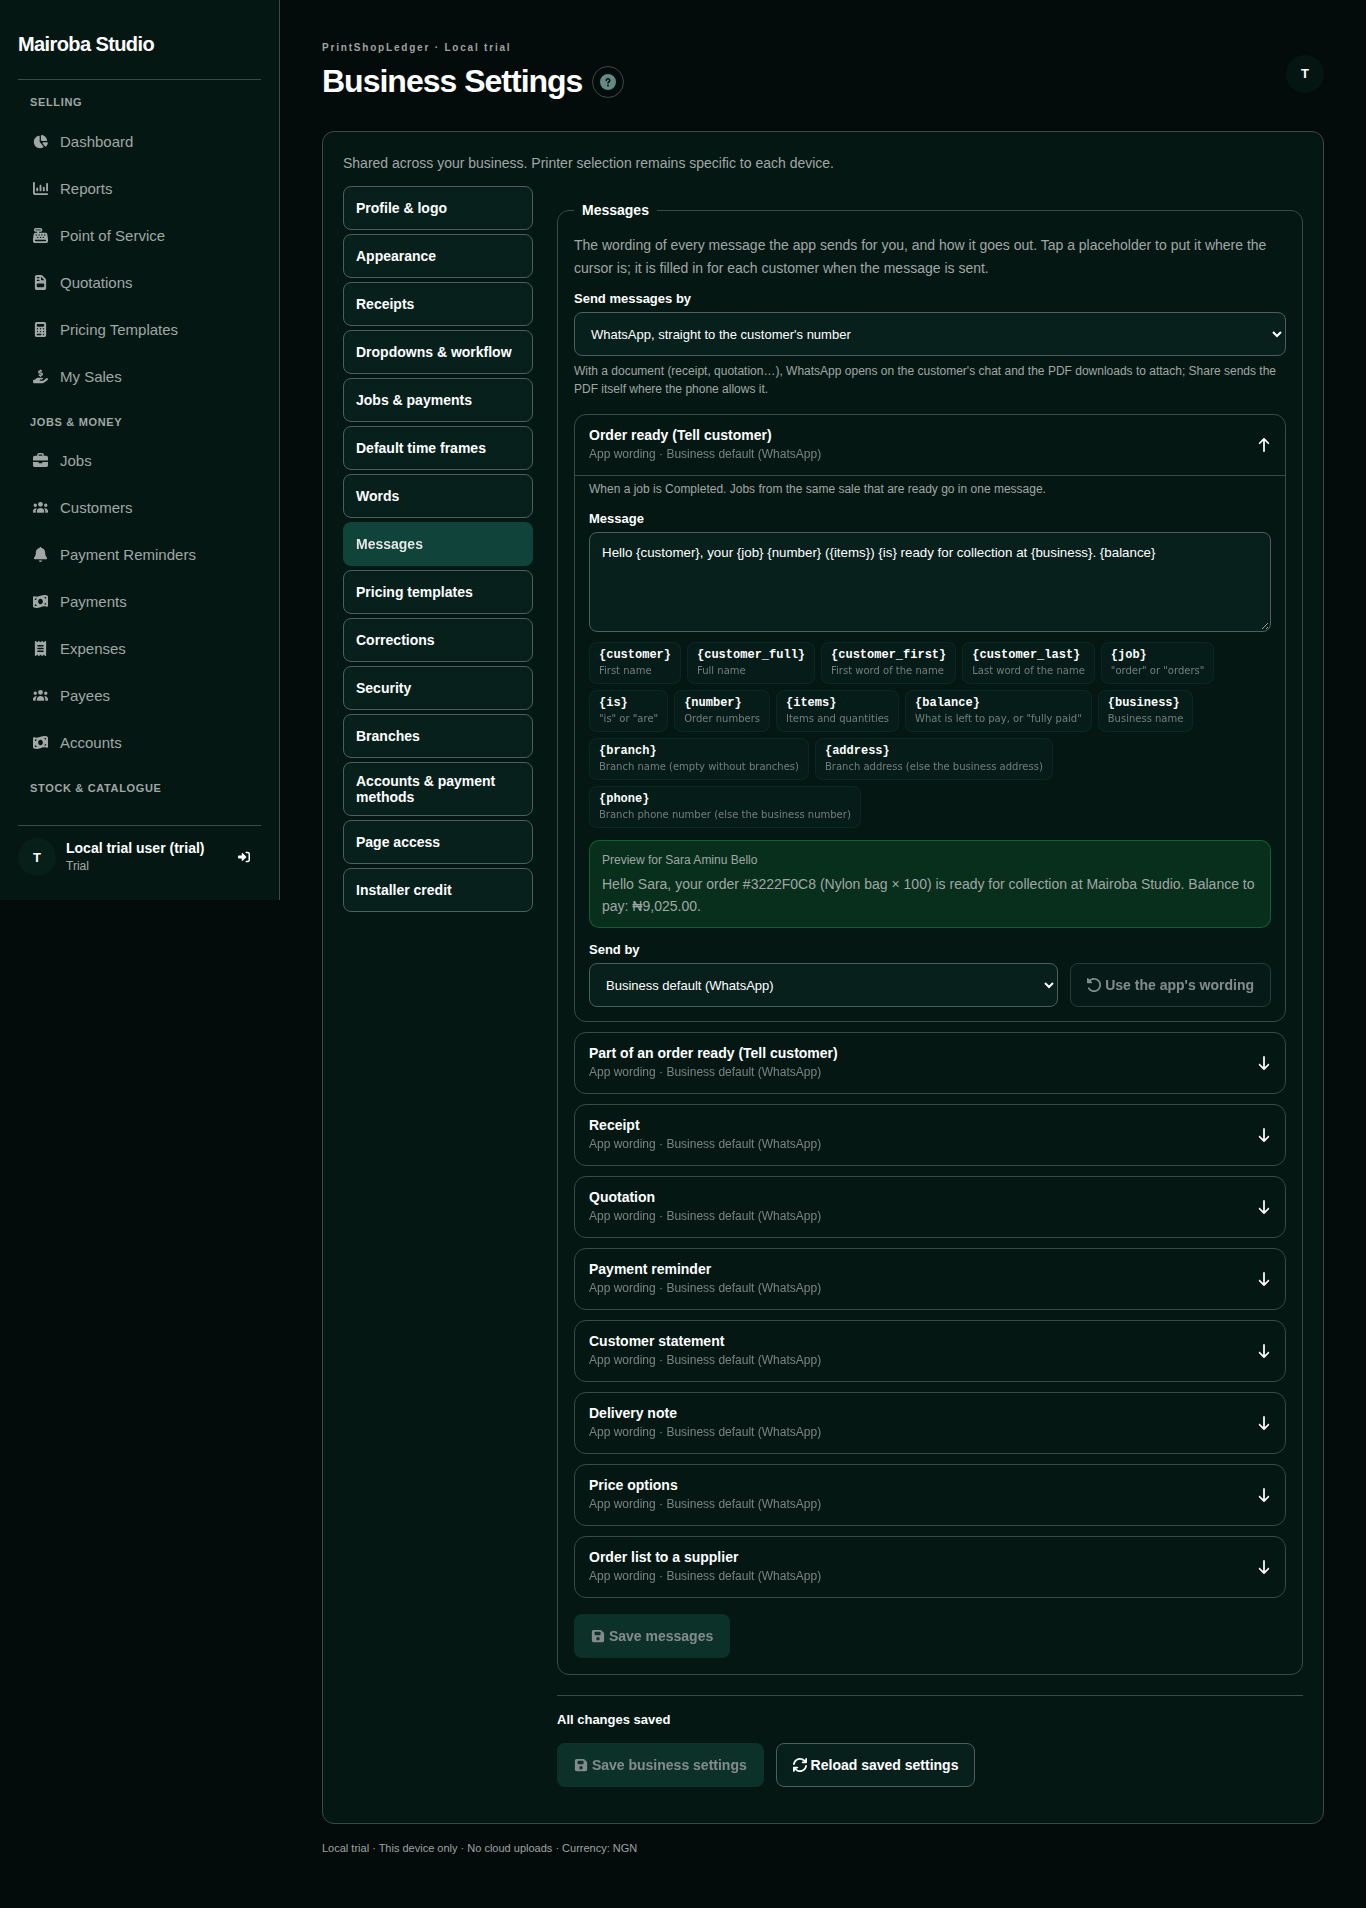 Mairoba Studio
SELLING
Dashboard
Reports
Point of Service
Quotations
Pricing Templates
My Sales
JOBS & MONEY
Jobs
Customers
Payment Reminders
Payments
Expenses
Payees
Accounts
STOCK & CATALOGUE
T
Local trial user (trial)
Trial
PrintShopLedger · Local trial
Business Settings
?
T
Shared across your business. Printer selection remains specific to each device.
Profile & logo
Appearance
Receipts
Dropdowns & workflow
Jobs & payments
Default time frames
Words
Messages
Pricing templates
Corrections
Security
Branches
Accounts & payment
methods
Page access
Installer credit
Messages
The wording of every message the app sends for you, and how it goes out. Tap a placeholder to put it where the
cursor is; it is filled in for each customer when the message is sent.
Send messages by
WhatsApp, straight to the customer's number
With a document (receipt, quotation…), WhatsApp opens on the customer's chat and the PDF downloads to attach; Share sends the
PDF itself where the phone allows it.
Order ready (Tell customer)
App wording · Business default (WhatsApp)
When a job is Completed. Jobs from the same sale that are ready go in one message.
Message
Hello {customer}, your {job} {number} ({items}) {is} ready for collection at {business}. {balance}
{customer} {customer_full} {customer_first} {customer_last} {job}
First name Full name First word of the name Last word of the name "order" or "orders"
{is} {number} {items} {balance} {business}
"is" or "are" Order numbers Items and quantities What is left to pay, or "fully paid" Business name
{branch} {address}
Branch name (empty without branches) Branch address (else the business address)
{phone}
Branch phone number (else the business number)
Preview for Sara Aminu Bello
Hello Sara, your order #3222F0C8 (Nylon bag × 100) is ready for collection at Mairoba Studio. Balance to
pay: ₦9,025.00.
Send by
Business default (WhatsApp)
Use the app's wording
Part of an order ready (Tell customer)
App wording · Business default (WhatsApp)
Receipt
App wording · Business default (WhatsApp)
Quotation
App wording · Business default (WhatsApp)
Payment reminder
App wording · Business default (WhatsApp)
Customer statement
App wording · Business default (WhatsApp)
Delivery note
App wording · Business default (WhatsApp)
Price options
App wording · Business default (WhatsApp)
Order list to a supplier
App wording · Business default (WhatsApp)
Save messages
All changes saved
Save business settings
Reload saved settings
Local trial · This device only · No cloud uploads · Currency: NGN